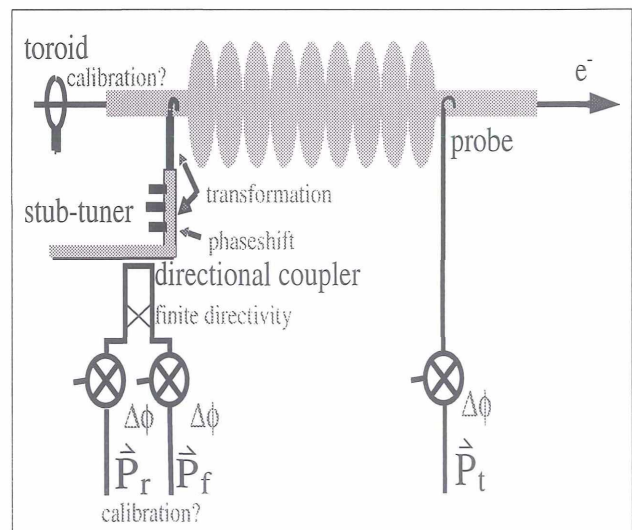 toroid
calibration?
e-
probe
transformation
stub-tuner
phaseshift
directional coupler
finite directivity
Δϕ
Δϕ
Δϕ
P⃗r
P⃗f
P⃗t
calibration?